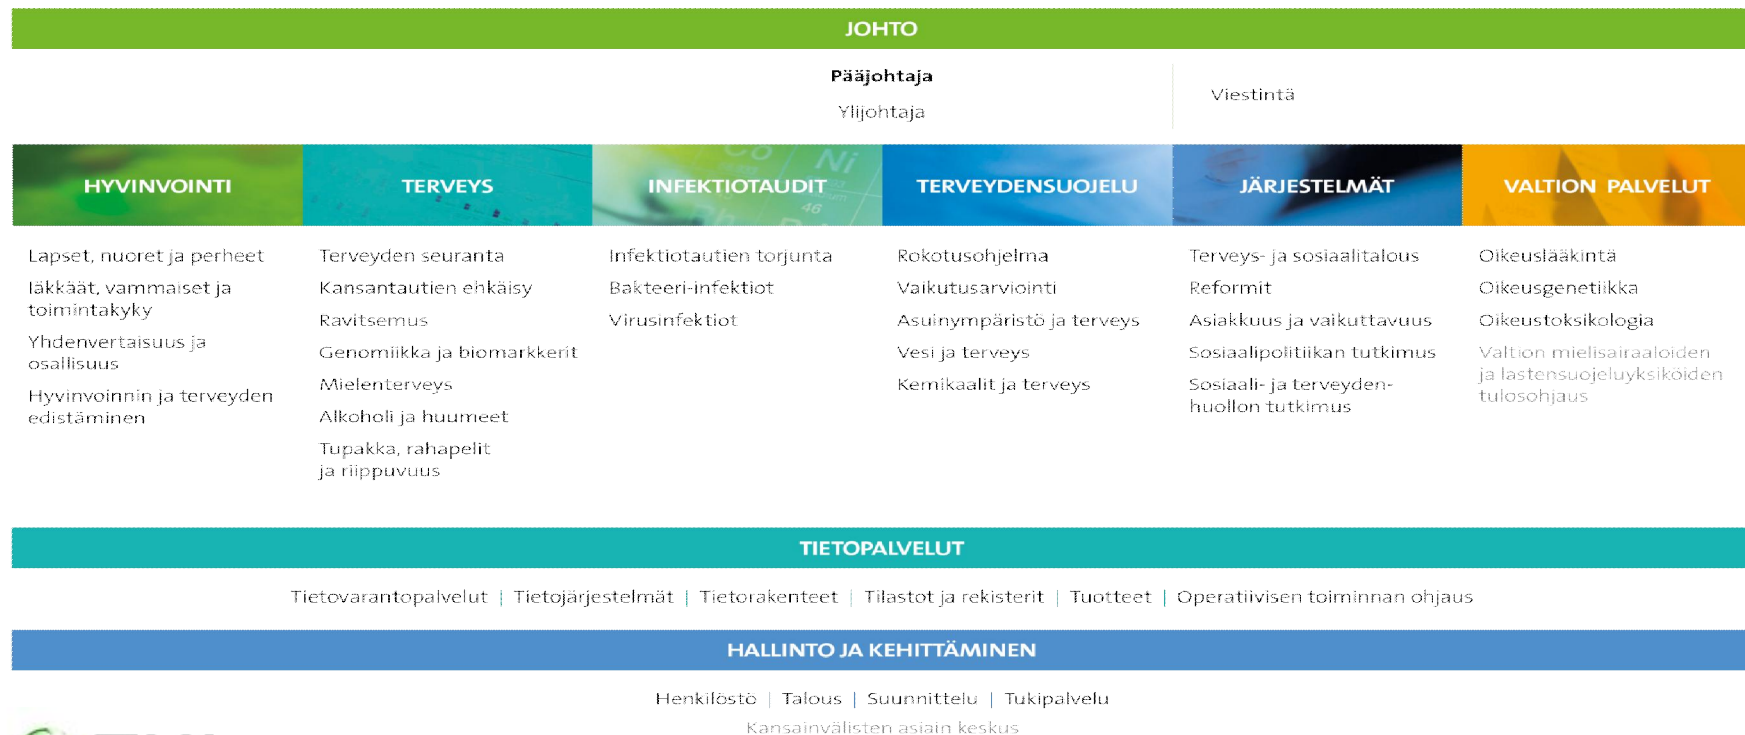 JOHTO
Pääjohtaja
Ylijohtaja
Viestintä
HYVINVOINTI
Lapset, nuoret ja perheet
Iäkkäät, vammaiset ja
toimintakyky
Yhdenvertaisuus ja
osallisuus
Hyvinvoinnin ja terveyden
edistäminen
TERVEYS
Terveyden seuranta
Kansantautien ehkäisy
Ravitsemus
Genomiikka ja biomarkkerit
Mielenterveys
Alkoholi ja huumeet
Tupakka, rahapelit
ja riippuvuus
INFEKTIOTAUDIT
Co Ni
46
Infektiotautien torjunta
Bakteeri-infektiot
Virusinfektiot
TERVEYDENSUOJELU
Rokotusohjelma
Vaikutusarviointi
Asuinympäristö ja terveys
Vesi ja terveys
Kemikaalit ja terveys
JÄRJESTELMÄT
Terveys- ja sosiaalitalous
Reformit
Asiakkuus ja vaikuttavuus
Sosiaalipolitiikan tutkimus
Sosiaali- ja terveyden-
huollon tutkimus
VALTION PALVELUT
Oikeuslääkintä
Oikeusgenetiikka
Oikeustoksikologia
Valtion mielisairaaloiden
ja lastensuojeluyksiköiden
tulosohjaus
TIETOPALVELUT
Tietovarantopalvelut | Tietojärjestelmät | Tietorakenteet | Tilastot ja rekisterit | Tuotteet | Operatiivisen toiminnan ohjaus
HALLINTO JA KEHITTÄMINEN
Henkilöstö | Talous | Suunnittelu | Tukipalvelu
Kansainvälisten asiain keskus